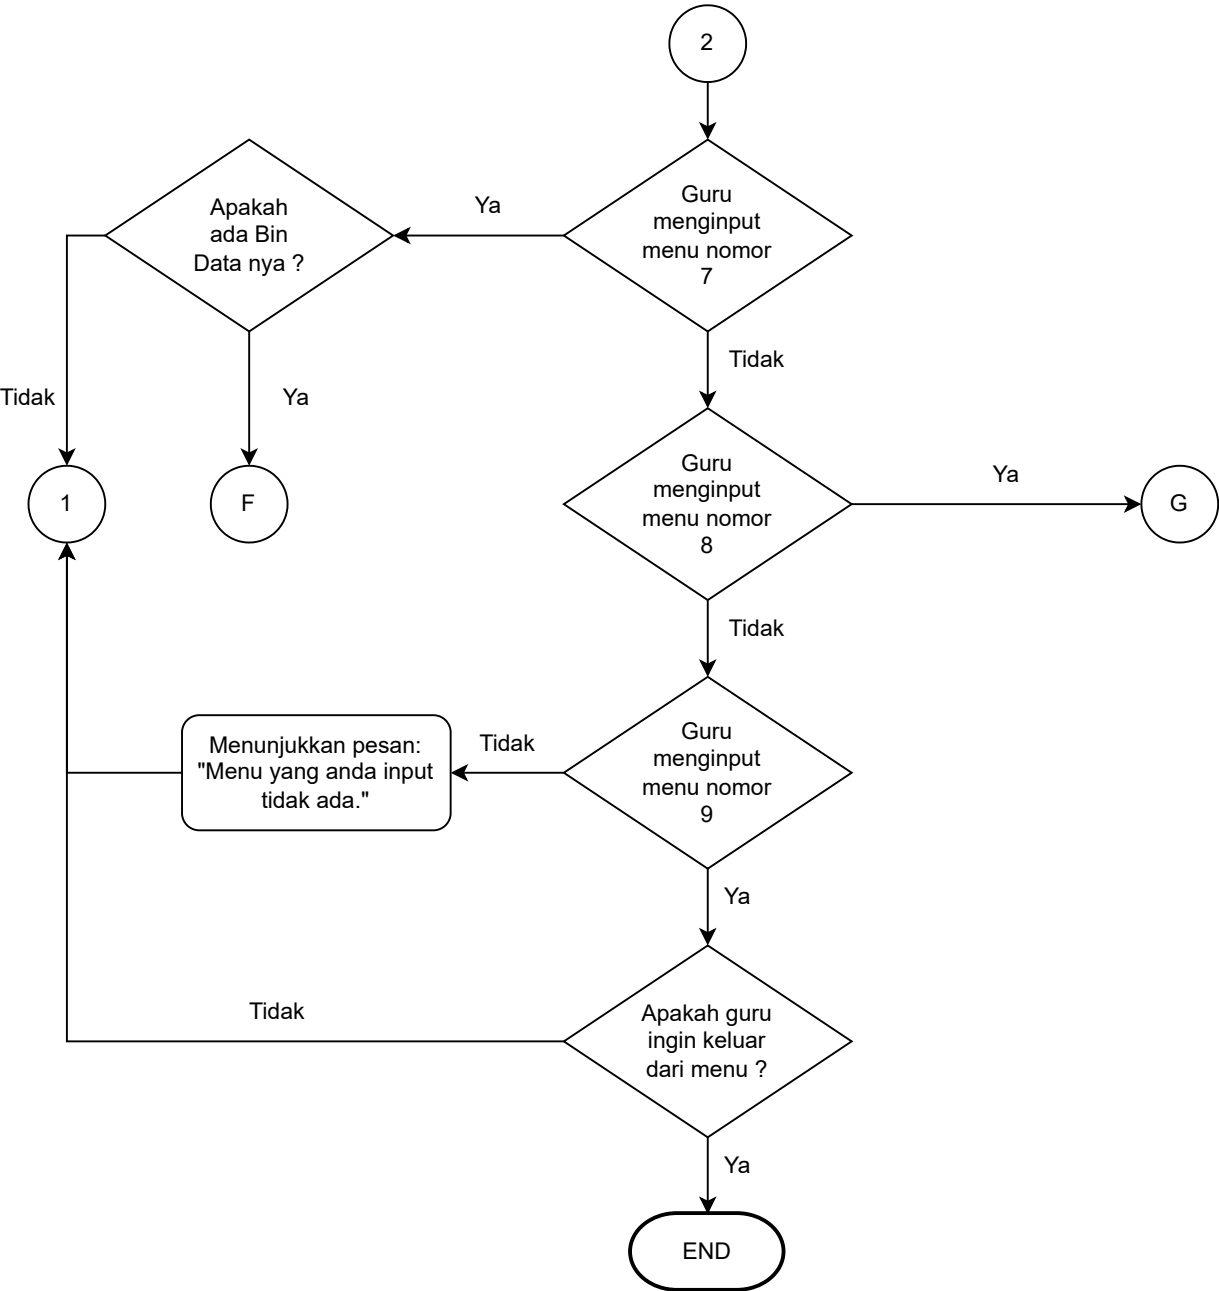 2
Guru
menginput
menu nomor
7
Ya
Apakah
ada Bin
Data nya ?
Tidak
Tidak
Ya
1
F
Guru
menginput
menu nomor
8
Ya
G
Tidak
Guru
menginput
menu nomor
9
Tidak
Menunjukkan pesan:
"Menu yang anda input
tidak ada."
Ya
Apakah guru
ingin keluar
dari menu ?
Tidak
Ya
END